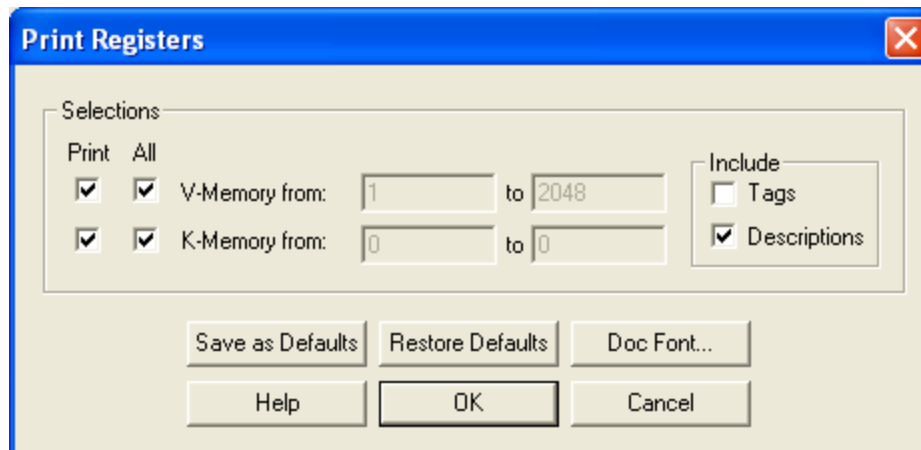 Print Registers
Selections
Print All
Include
V-Memory from: 1 to 2048
Tags
K-Memory from: 0 to 0
Descriptions
Save as Defaults Restore Defaults Doc Font...
Help OK Cancel